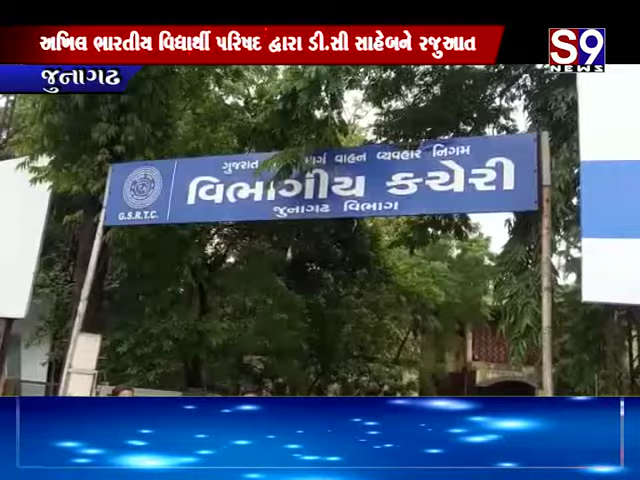 અખિલ ભારતીય વિદ્યાર્થી પરિષદ દ્વારા ડી.સી સાહેબને રજુઆત
S9
NEWS
જુનાગઢ
ગુજરાત માર્ગ વાહન વ્યવહાર નિગમ
વિભાગીય કચેરી
જુનાગઢ વિભાગ
G.S.R.T.C.